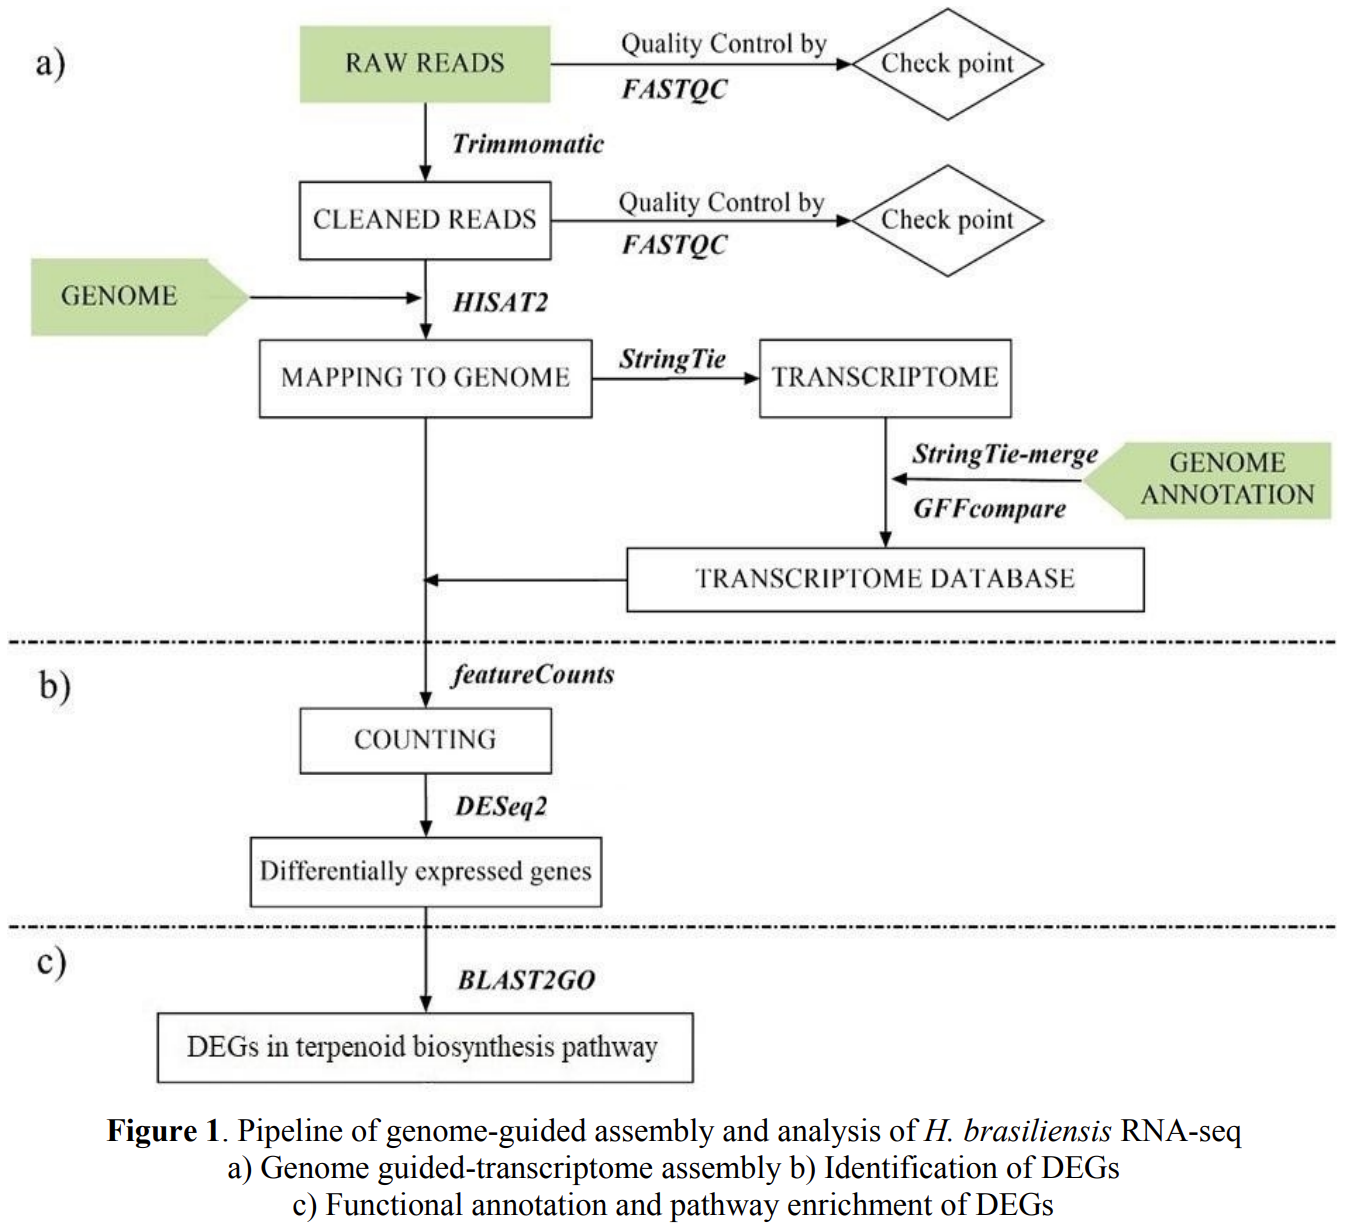 a)
RAW READS
Quality Control by
FASTQC
Check point
Trimmomatic
CLEANED READS
Quality Control by
FASTQC
Check point
GENOME
HISAT2
MAPPING TO GENOME
StringTie
TRANSCRIPTOME
StringTie-merge
GFFcompare
GENOME
ANNOTATION
TRANSCRIPTOME DATABASE
b)
featureCounts
COUNTING
DESeq2
Differentially expressed genes
c)
BLAST2GO
DEGs in terpenoid biosynthesis pathway
Figure 1. Pipeline of genome-guided assembly and analysis of H. brasiliensis RNA-seq
a) Genome guided-transcriptome assembly b) Identification of DEGs
c) Functional annotation and pathway enrichment of DEGs